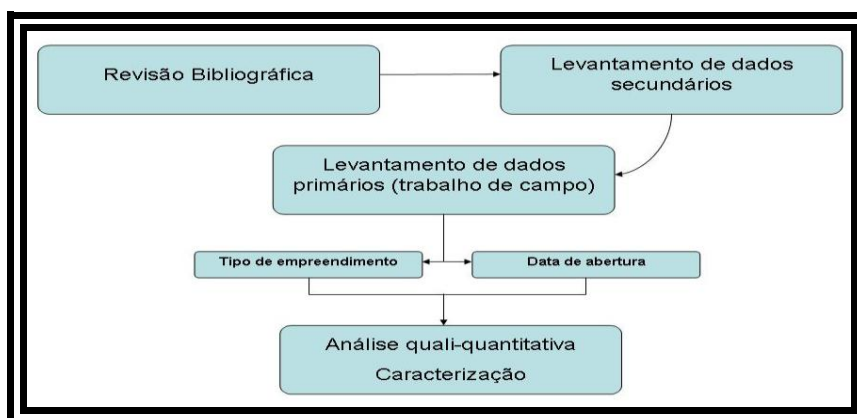 Revisão Bibliográfica
Levantamento de dados
secundários
Levantamento de dados
primários (trabalho de campo)
Tipo de empreendimento
Data de abertura
Análise quali-quantitativa
Caracterização